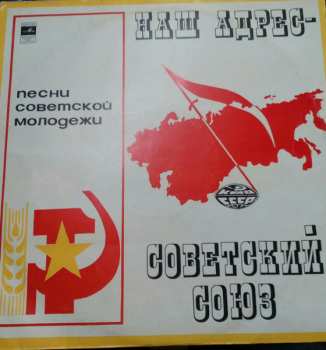 НАШ АДРЕС-
песни
советской
молодежи
СОВЕТСКИЙ
СОЮЗ